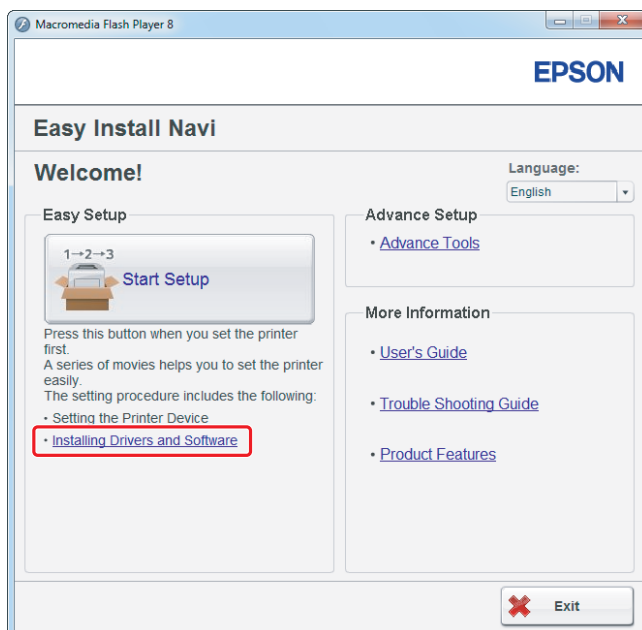 Macromedia Flash Player 8
EPSON
Easy Install Navi
Welcome!
Language:
English
Easy Setup
1→2→3
Start Setup
Press this button when you set the printer
first.
A series of movies helps you to set the printer
easily.
The setting procedure includes the following:
• Setting the Printer Device
• Installing Drivers and Software
Advance Setup
• Advance Tools
More Information
• User's Guide
• Trouble Shooting Guide
• Product Features
Exit